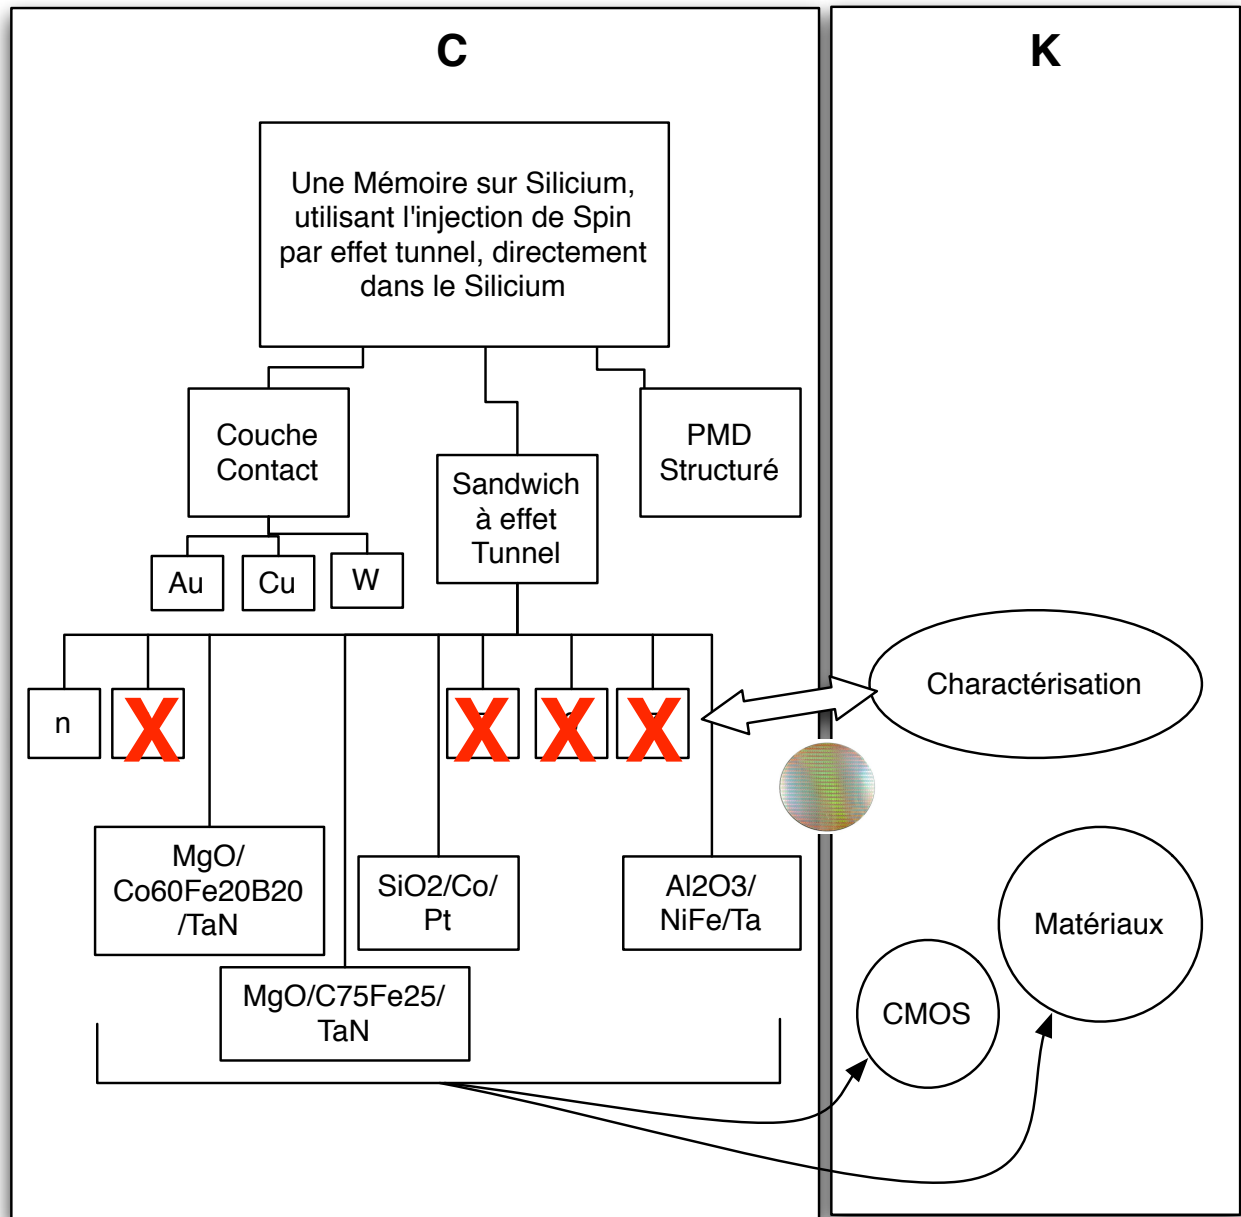 C
K
Une Mémoire sur Silicium,
utilisant l'injection de Spin
par effet tunnel, directement
dans le Silicium
Couche
Contact
Sandwich
à effet
Tunnel
PMD
Structuré
Au
Cu
W
n
X
X
X
X
Charactérisation
MgO/
Co60Fe20B20
/TaN
SiO2/Co/
Pt
Al2O3/
NiFe/Ta
MgO/C75Fe25/
TaN
Matériaux
CMOS